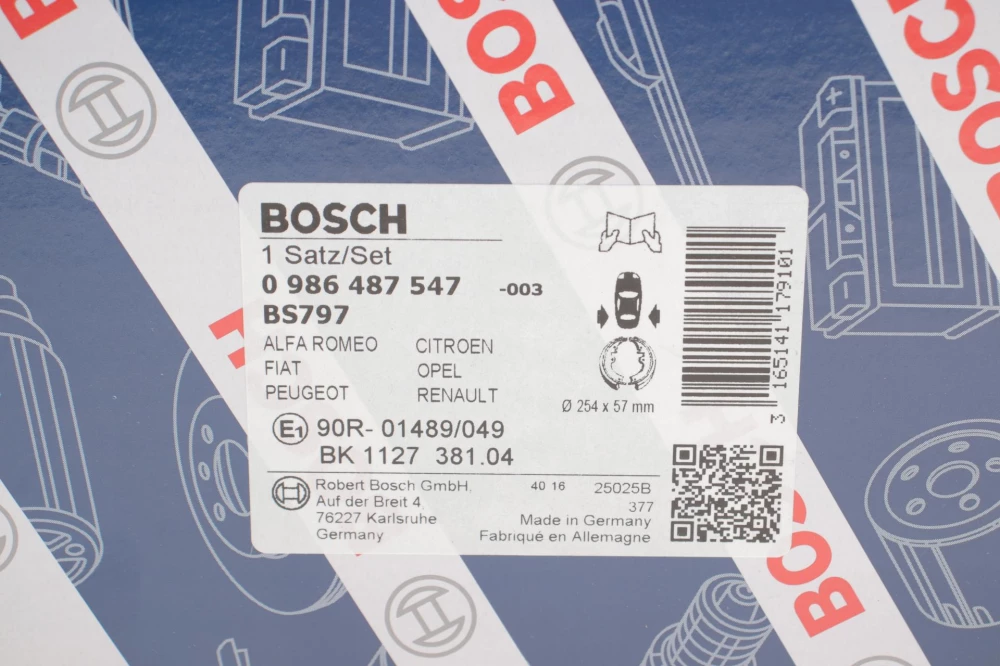 BOSCH
BOSCH
BOSCH
1 Satz/Set
0 986 487 547 -003
BS797
ALFA ROMEO CITROEN
FIAT OPEL
PEUGEOT RENAULT
Ø 254 x 57 mm
3 165141 179101
E1 90R- 01489/049
BK 1127 381.04
Robert Bosch GmbH, 40 16 25025B
Auf der Breit 4, 377
76227 Karlsruhe Made in Germany
Germany Fabriqué en Allemagne
BOSCH